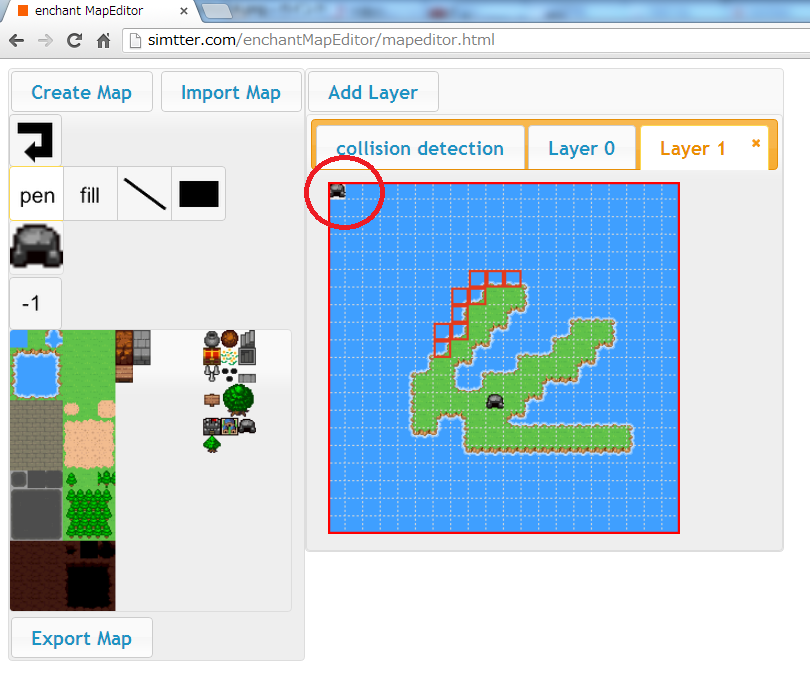 enchant MapEditor
simtter.com/enchantMapEditor/mapeditor.html
Create Map
Import Map
Add Layer
collision detection
Layer 0
Layer 1
pen
fill
-1
Export Map